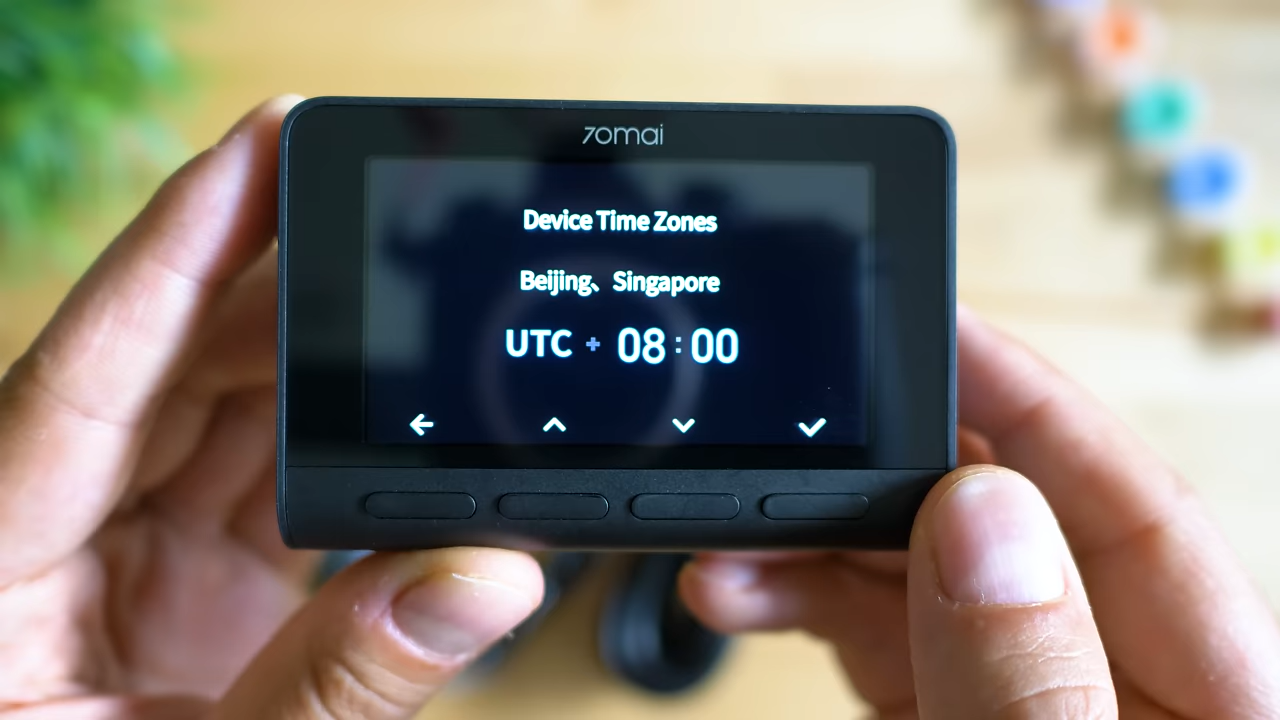 70mai
Device Time Zones
Beijing、Singapore
UTC + 08:00